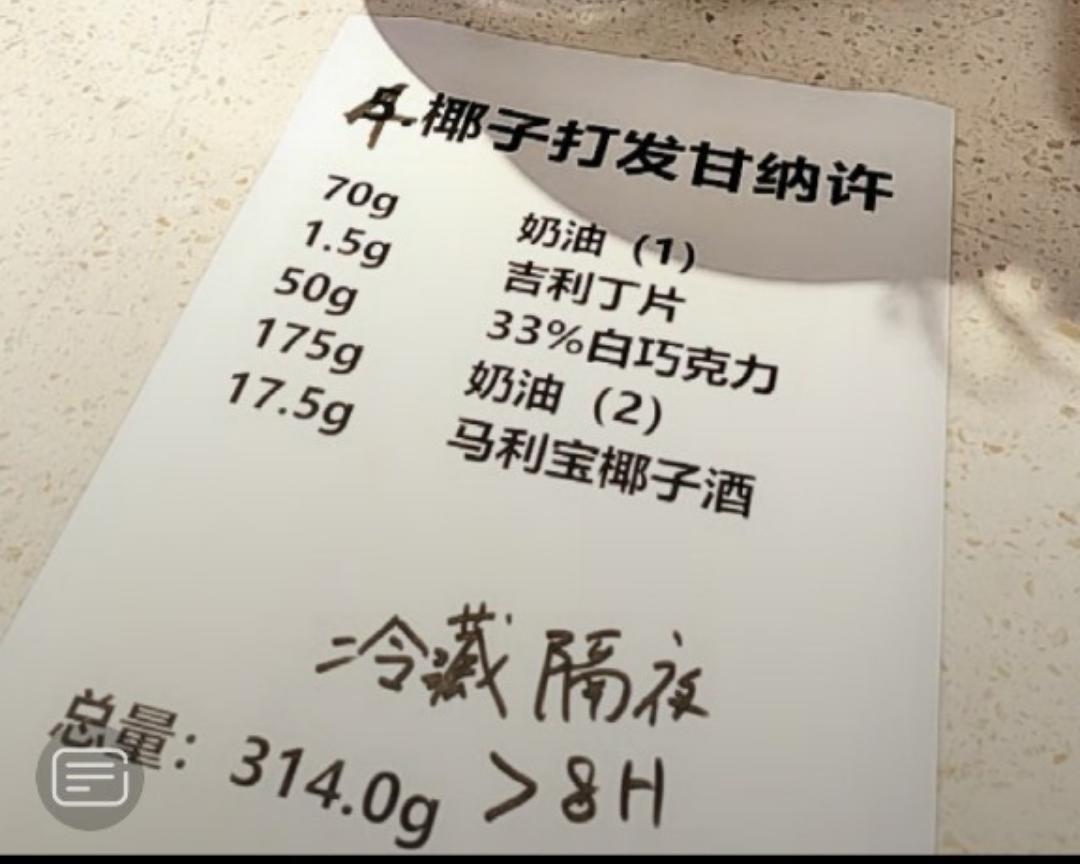 4.椰子打发甘纳许
70g 奶油（1）
1.5g 吉利丁片
50g 33%白巧克力
175g 奶油（2）
17.5g 马利宝椰子酒
冷藏隔夜
总量：314.0g >8H